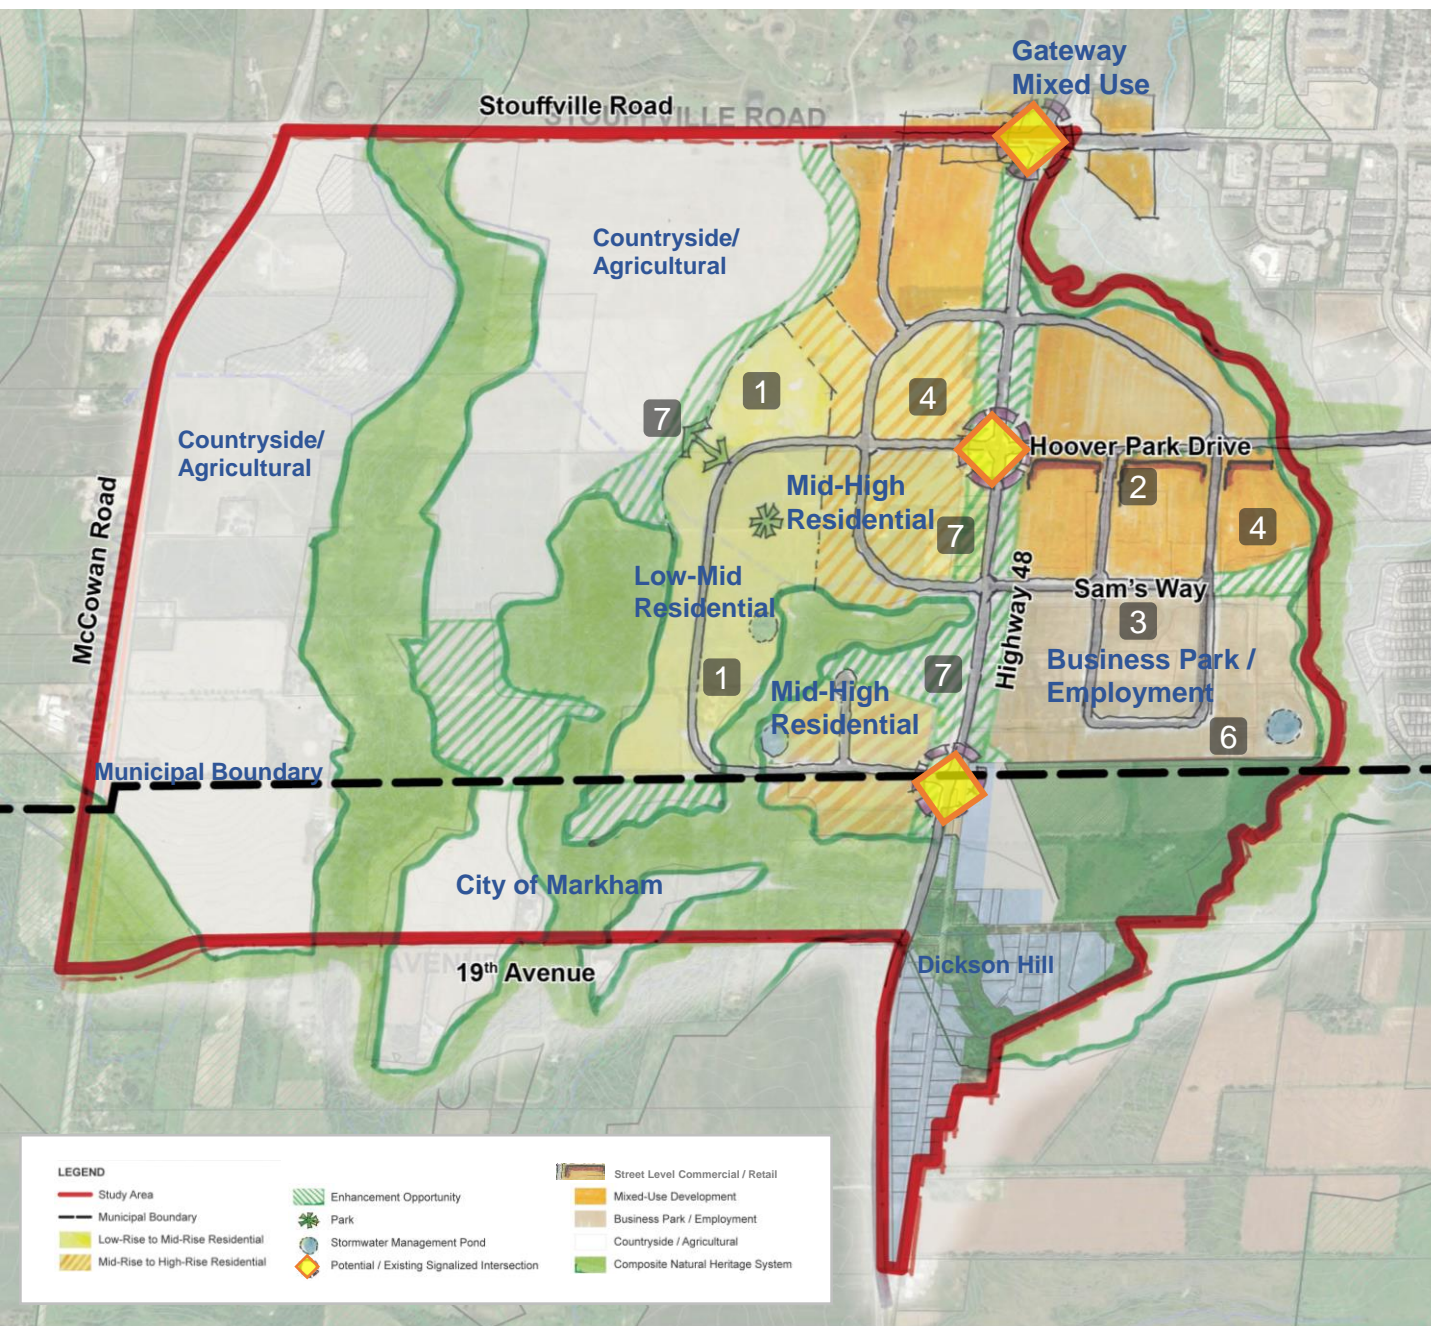 Gateway
Mixed Use
Stouffville Road
STOUFFVILLE ROAD
Countryside/
Agricultural
1
4
7
Hoover Park Drive
Countryside/
Agricultural
Mid-High
Residential
2
4
7
McCowan Road
Highway 48
Low-Mid
Residential
Sam's Way
3
Business Park /
Employment
1
7
Mid-High
Residential
6
Municipal Boundary
City of Markham
Dickson Hill
AVENUE
19th Avenue
LEGEND
Study Area
Municipal Boundary
Low-Rise to Mid-Rise Residential
Mid-Rise to High-Rise Residential
Enhancement Opportunity
Park
Stormwater Management Pond
Potential / Existing Signalized Intersection
Street Level Commercial / Retail
Mixed-Use Development
Business Park / Employment
Countryside / Agricultural
Composite Natural Heritage System